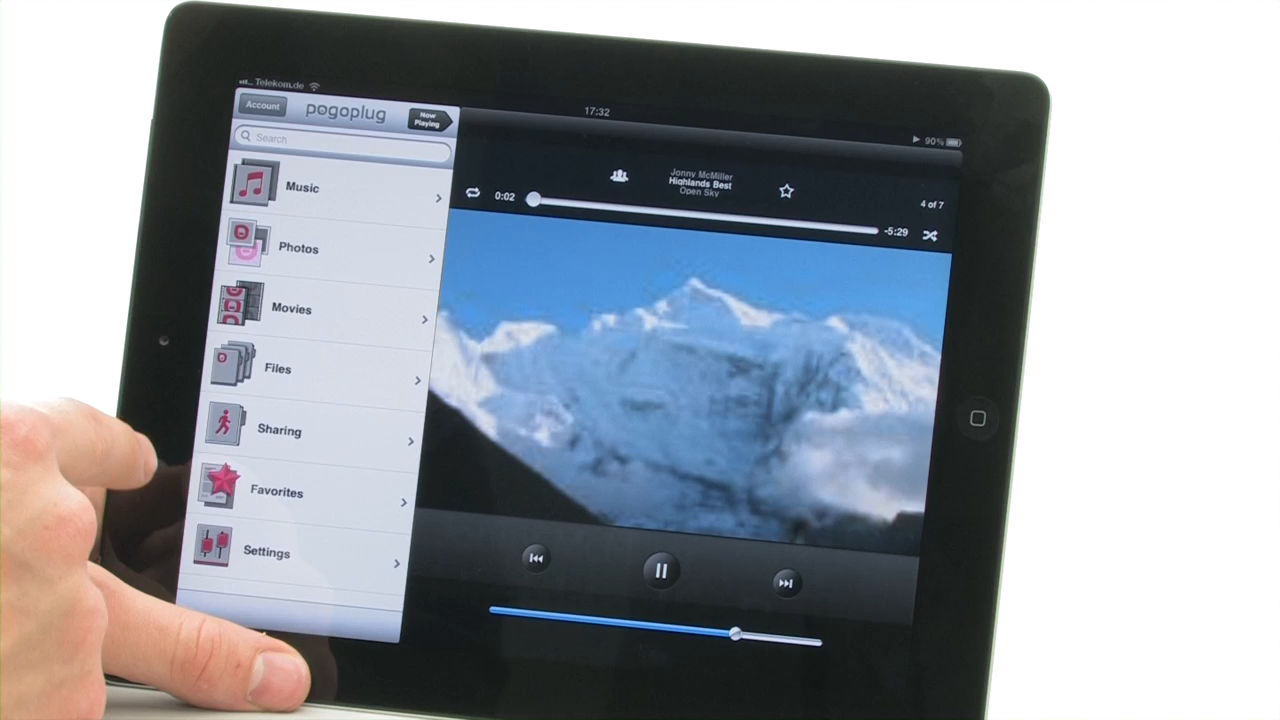 Telekom.de
17:32
90%
Account
pogoplug
Now
Playing
Search
Music
Photos
Movies
Files
Sharing
Favorites
Settings
Jonny McMiller
Highlands Best
Open Sky
4 of 7
0:02
-5:29